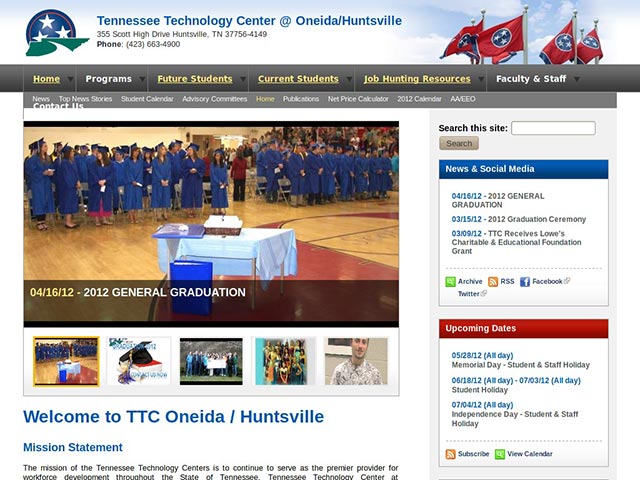 Tennessee Technology Center @ Oneida/Huntsville
355 Scott High Drive Huntsville, TN 37756-4149
Phone: (423) 663-4900
Home Programs Future Students Current Students Job Hunting Resources Faculty & Staff
News Top News Stories Student Calendar Advisory Committees Home Publications Net Price Calculator 2012 Calendar AA/EEO
Contact Us
04/16/12 - 2012 GENERAL GRADUATION
GRADUATION 2012
CONTACT US NOW
Welcome to TTC Oneida / Huntsville
Mission Statement
The mission of the Tennessee Technology Centers is to continue to serve as the premier provider for
workforce development throughout the State of Tennessee. Tennessee Technology Center at
Search this site:
Search
News & Social Media
04/16/12 - 2012 GENERAL
GRADUATION
03/15/12 - 2012 Graduation Ceremony
03/09/12 - TTC Receives Lowe's
Charitable & Educational Foundation
Grant
Archive RSS Facebook
Twitter
Upcoming Dates
05/28/12 (All day)
Memorial Day - Student & Staff Holiday
06/18/12 (All day) - 07/03/12 (All day)
Student Holiday
07/04/12 (All day)
Independence Day - Student & Staff
Holiday
Subscribe View Calendar